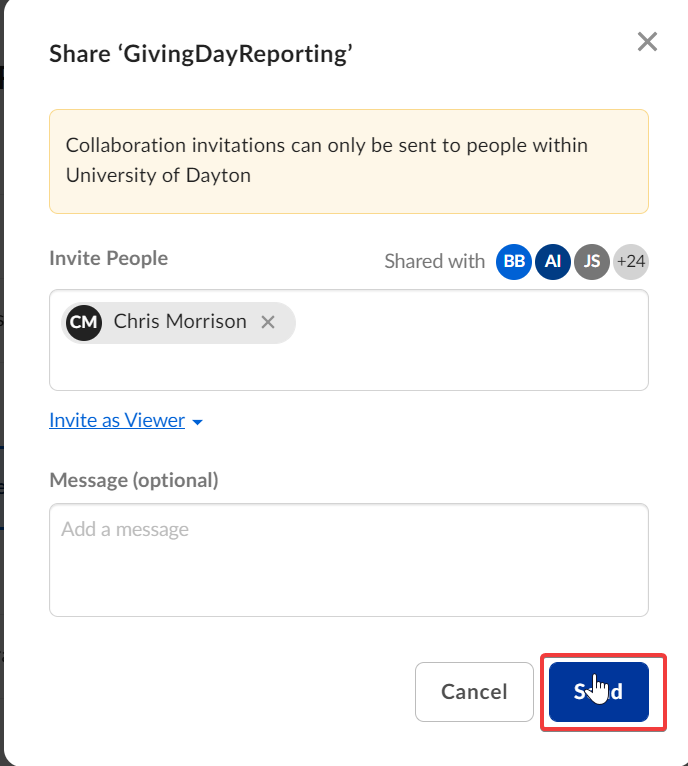 Share ‘GivingDayReporting’
Collaboration invitations can only be sent to people within
University of Dayton
Invite People
Shared with BB AI JS +24
CM Chris Morrison
Invite as Viewer
Message (optional)
Add a message
Cancel